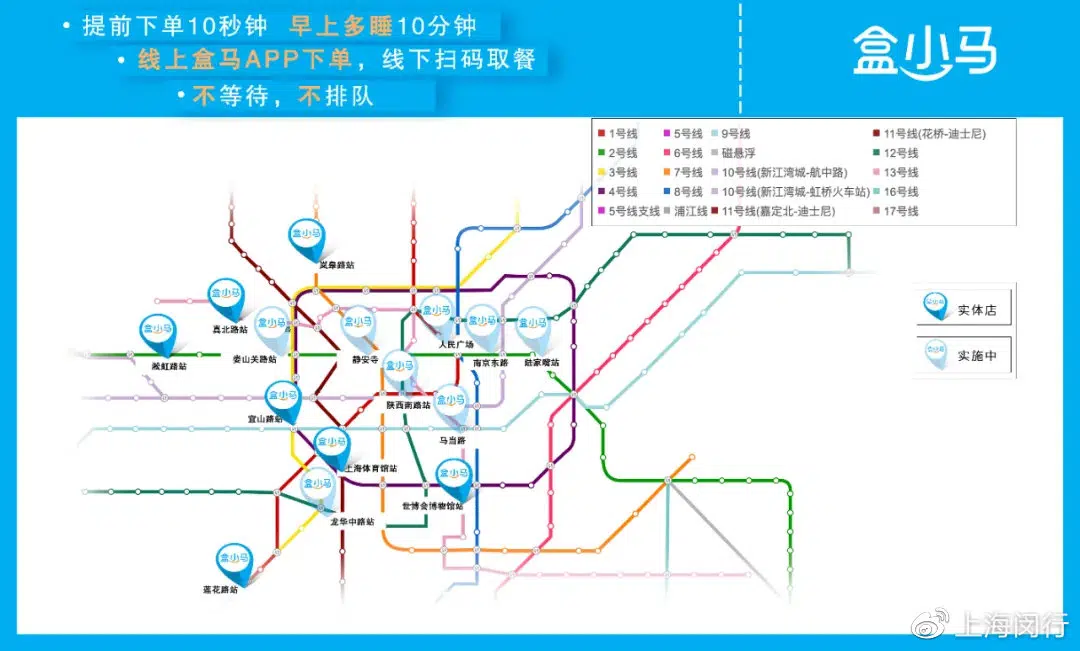 • 提前下单10秒钟 早上多睡10分钟
• 线上盒马APP下单，线下扫码取餐
• 不等待，不排队
盒小马
1号线 5号线 9号线 11号线(花桥-迪士尼)
2号线 6号线 磁悬浮 12号线
3号线 7号线 10号线(新江湾城-航中路) 13号线
4号线 8号线 10号线(新江湾城-虹桥火车站) 16号线
5号线支线 浦江线 11号线(嘉定北-迪士尼) 17号线
盒小马
岚皋路站
盒小马
真北路站
盒小马
淞虹路站
盒小马
娄山关路站
盒小马
静安寺
盒小马
人民广场
盒小马
南京东路
盒小马
陆家嘴站
盒小马
陕西南路站
盒小马
宜山路站
盒小马
马当路
盒小马
上海体育馆站
盒小马
世博会博物馆站
盒小马
龙华中路站
盒小马
莲花路站
实体店
实施中
上海闵行